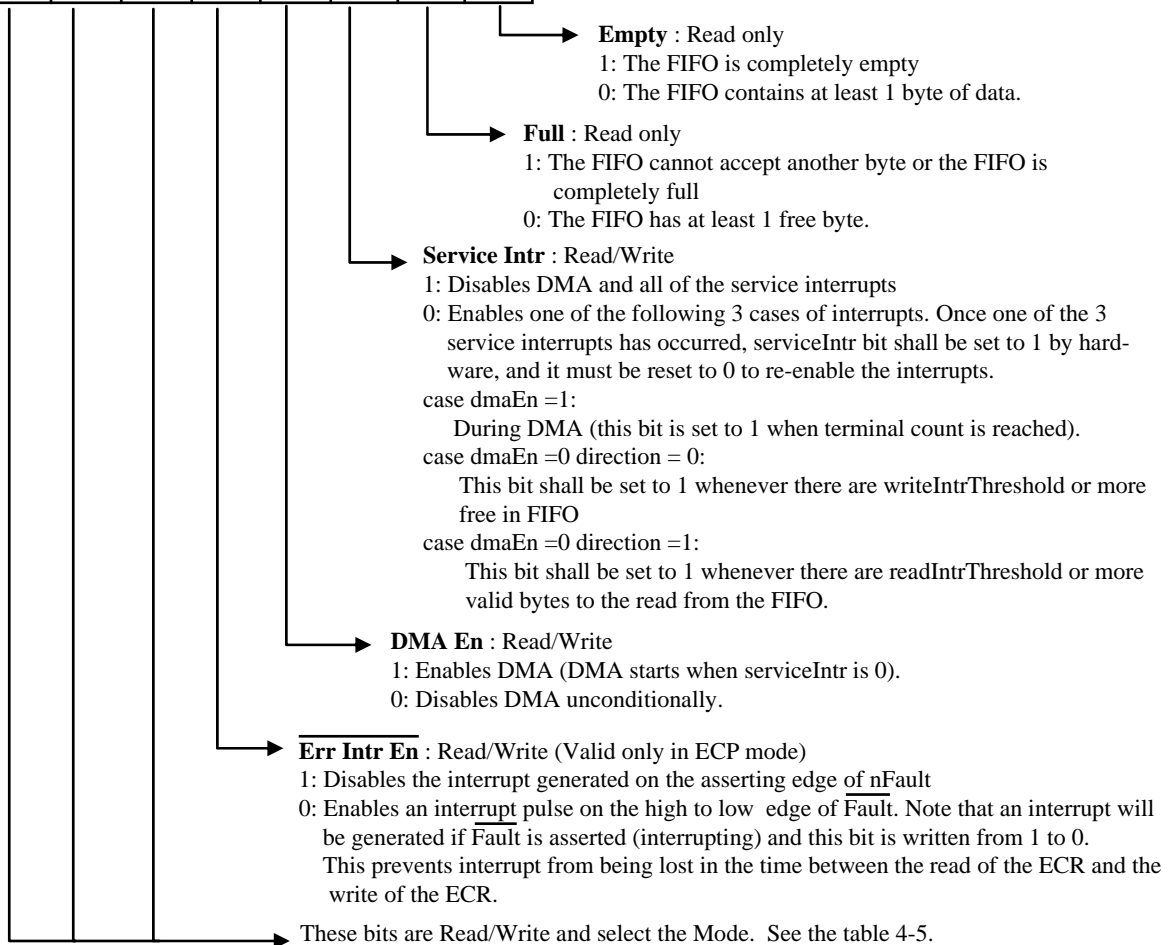 Empty : Read only
1: The FIFO is completely empty
0: The FIFO contains at least 1 byte of data.
Full : Read only
1: The FIFO cannot accept another byte or the FIFO is
completely full
0: The FIFO has at least 1 free byte.
Service Intr : Read/Write
1: Disables DMA and all of the service interrupts
0: Enables one of the following 3 cases of interrupts. Once one of the 3
service interrupts has occurred, serviceIntr bit shall be set to 1 by hard-
ware, and it must be reset to 0 to re-enable the interrupts.
case dmaEn =1:
During DMA (this bit is set to 1 when terminal count is reached).
case dmaEn =0 direction = 0:
This bit shall be set to 1 whenever there are writeIntrThreshold or more
free in FIFO
case dmaEn =0 direction =1:
This bit shall be set to 1 whenever there are readIntrThreshold or more
valid bytes to the read from the FIFO.
DMA En : Read/Write
1: Enables DMA (DMA starts when serviceIntr is 0).
0: Disables DMA unconditionally.
Err Intr En : Read/Write (Valid only in ECP mode)
1: Disables the interrupt generated on the asserting edge of nFault
0: Enables an interrupt pulse on the high to low edge of Fault. Note that an interrupt will
be generated if Fault is asserted (interrupting) and this bit is written from 1 to 0.
This prevents interrupt from being lost in the time between the read of the ECR and the
write of the ECR.
These bits are Read/Write and select the Mode. See the table 4-5.